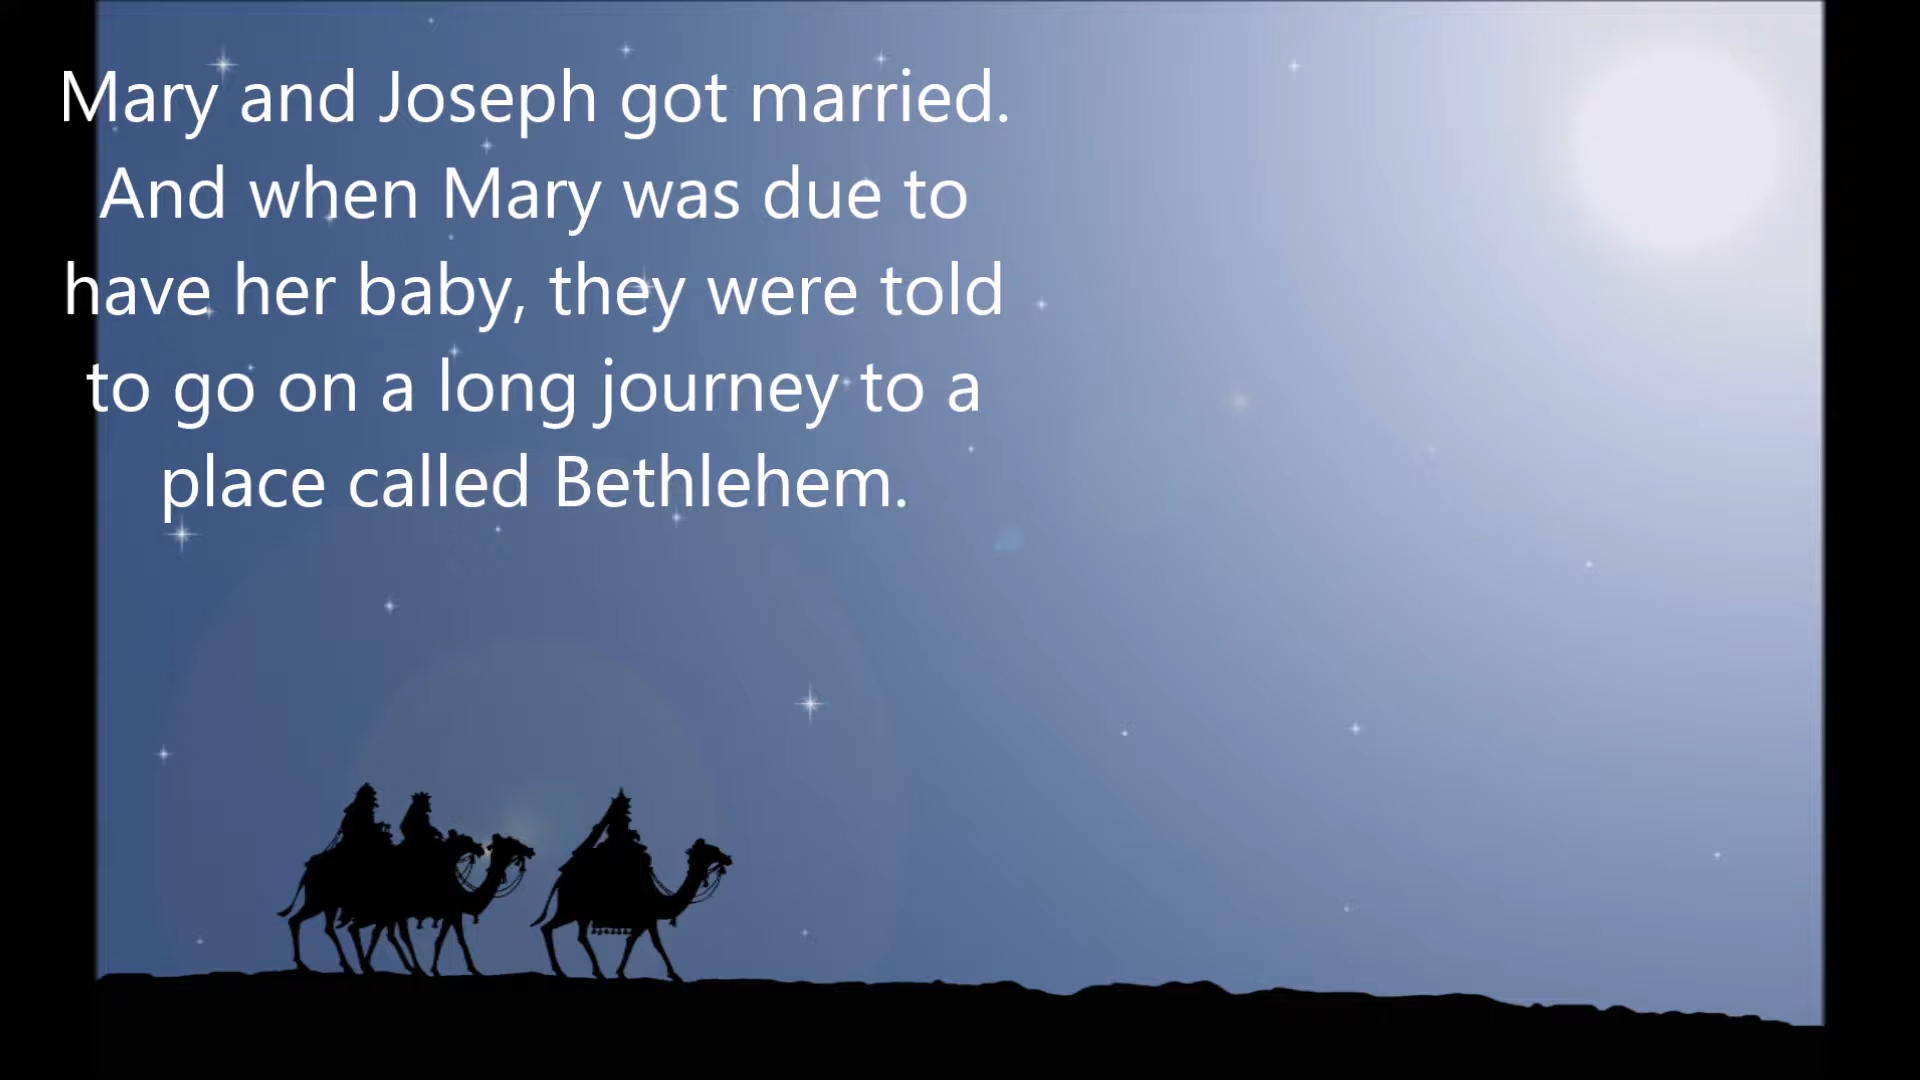 Mary and Joseph got married.
And when Mary was due to
have her baby, they were told
to go on a long journey to a
place called Bethlehem.